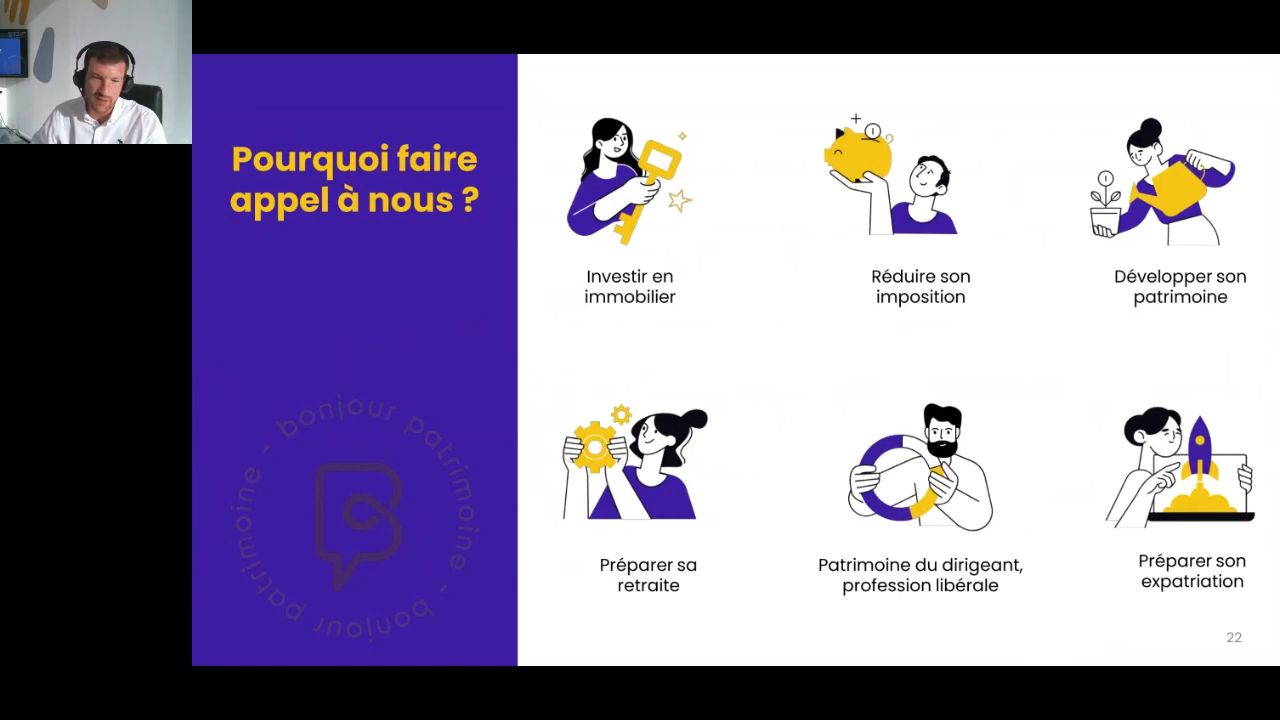 Pourquoi faire
appel à nous ?
Investir en
immobilier
Réduire son
imposition
Développer son
patrimoine
Préparer sa
retraite
Patrimoine du dirigeant,
profession libérale
Préparer son
expatriation
- bonjour patrimoine - bonjour patrimoine
22